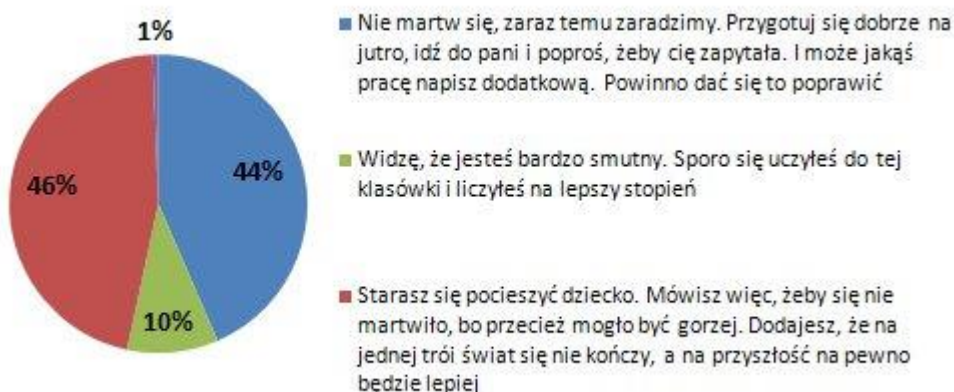 1%
46%
44%
10%
Nie martw się, zaraz temu zaradzimy. Przygotuj się dobrze na
jutro, idź do pani i poproś, żeby cię zapytała. I może jakąś
pracę napisz dodatkową. Powinno dać się to poprawić
Widzę, że jesteś bardzo smutny. Sporo się uczyłeś do tej
klasówki i liczyłeś na lepszy stopień
Starasz się pocieszyć dziecko. Mówisz więc, żeby się nie
martwiło, bo przecież mogło być gorzej. Dodajesz, że na
jednej trói świat się nie kończy, a na przyszłość na pewno
będzie lepiej